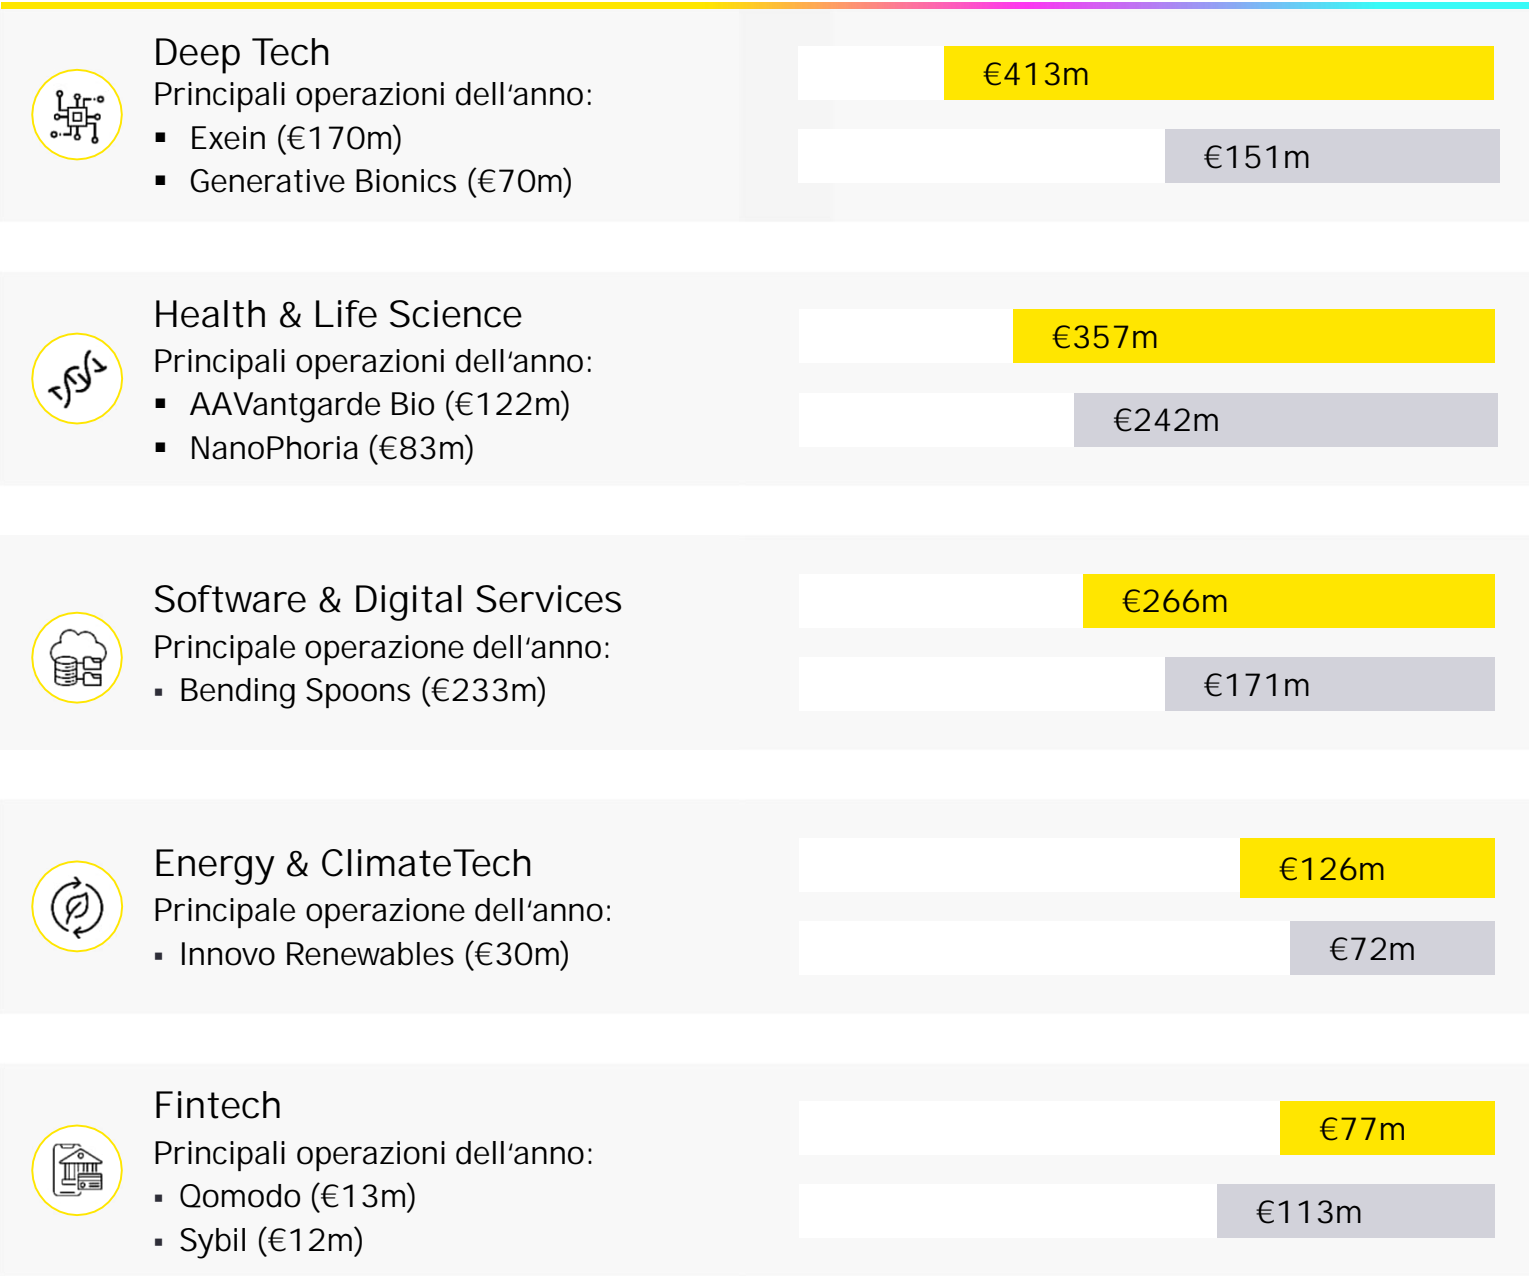 Deep Tech
Principali operazioni dell‘anno:
▪ Exein (€170m)
▪ Generative Bionics (€70m)
€413m
€151m
Health & Life Science
Principali operazioni dell‘anno:
▪ AAVantgarde Bio (€122m)
▪ NanoPhoria (€83m)
€357m
€242m
Software & Digital Services
Principale operazione dell‘anno:
▪ Bending Spoons (€233m)
€266m
€171m
Energy & ClimateTech
Principale operazione dell‘anno:
▪ Innovo Renewables (€30m)
€126m
€72m
Fintech
Principali operazioni dell‘anno:
▪ Qomodo (€13m)
▪ Sybil (€12m)
€77m
€113m